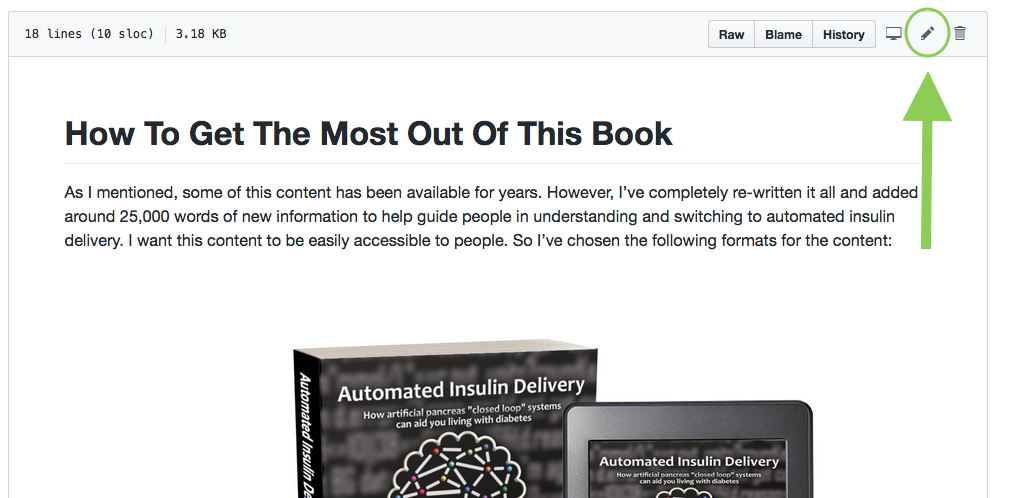 18 lines (10 sloc) 3.18 KB Raw Blame History
How To Get The Most Out Of This Book
As I mentioned, some of this content has been available for years. However, I’ve completely re-written it all and added
around 25,000 words of new information to help guide people in understanding and switching to automated insulin
delivery. I want this content to be easily accessible to people. So I’ve chosen the following formats for the content:
Automated Insulin Delivery
How artificial pancreas "closed loop" systems
can aid you living with diabetes
Automated Insulin De
Automated Insulin Delivery
How artificial pancreas "closed loop" systems
can aid you living with diabetes